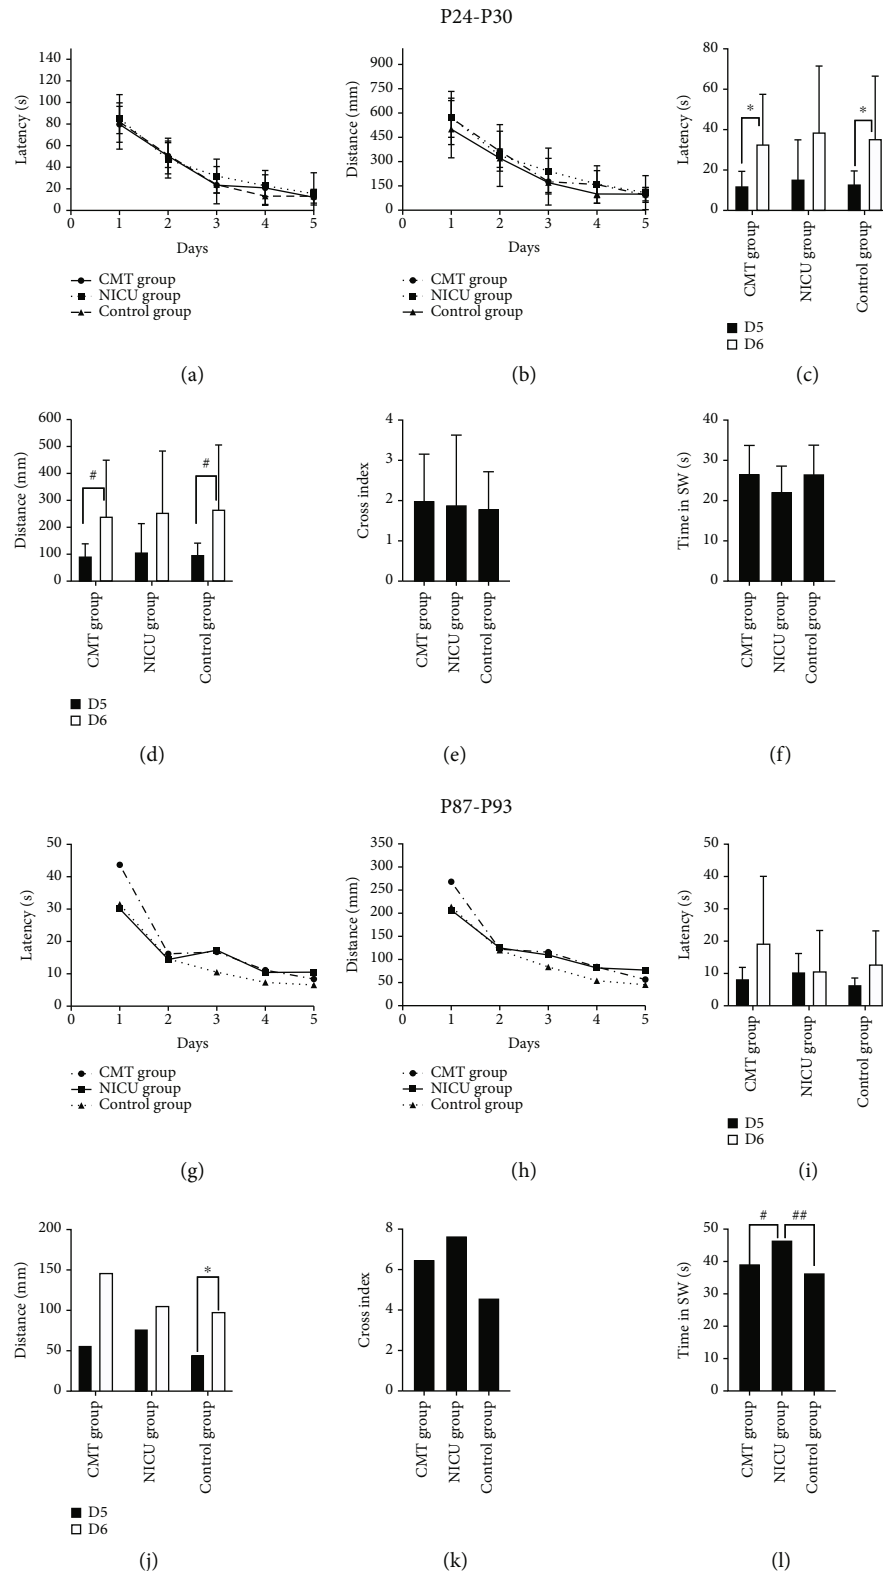 P24-P30
Latency (s)
140
120
100
80
60
40
20
0
0 1 2 3 4 5
Days
CMT group
NICU group
Control group
(a)
Distance (mm)
900
750
600
450
300
150
0
0 1 2 3 4 5
Days
CMT group
NICU group
Control group
(b)
Latency (s)
80
60
40
20
0
* *
CMT group
NICU group
Control group
D5
D6
(c)
Distance (mm)
600
500
400
300
200
100
0
# #
CMT group
NICU group
Control group
D5
D6
(d)
Cross index
4
3
2
1
0
CMT group
NICU group
Control group
(e)
Time in SW (s)
40
30
20
10
0
CMT group
NICU group
Control group
(f)
P87-P93
Latency (s)
50
40
30
20
10
0
0 1 2 3 4 5
Days
CMT group
NICU group
Control group
(g)
Distance (mm)
350
300
250
200
150
100
50
0
0 1 2 3 4 5
Days
CMT group
NICU group
Control group
(h)
Latency (s)
50
40
30
20
10
0
CMT group
NICU group
Control group
D5
D6
(i)
Distance (mm)
200
150
100
50
0
*
CMT group
NICU group
Control group
D5
D6
(j)
Cross index
8
6
4
2
0
CMT group
NICU group
Control group
(k)
Time in SW (s)
50
40
30
20
10
0
# ##
CMT group
NICU group
Control group
(l)